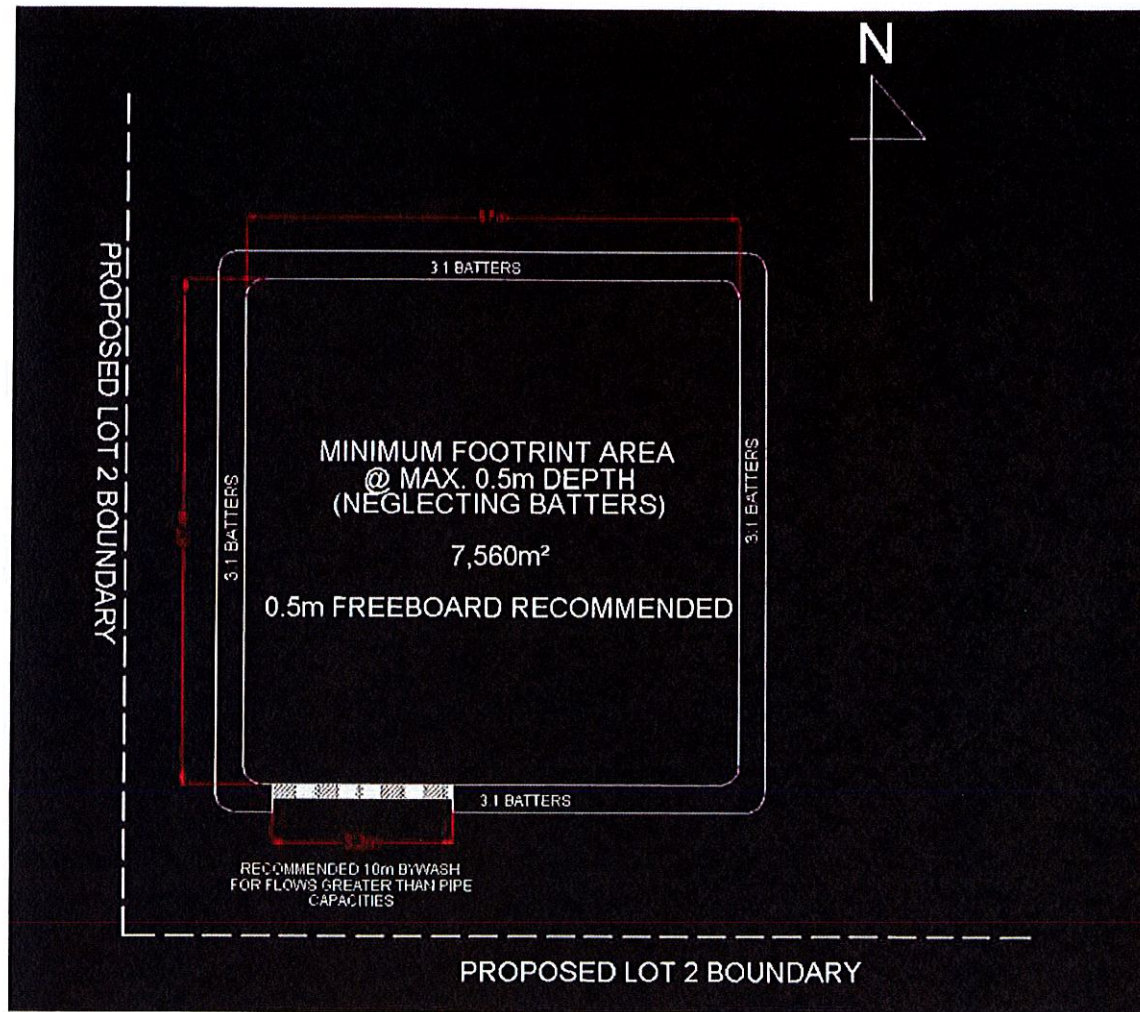 N
3.1 BATTERS
PROPOSED LOT 2 BOUNDARY
3.1 BATTERS
MINIMUM FOOTRINT AREA
@ MAX. 0.5m DEPTH
(NEGLECTING BATTERS)
7,560m²
0.5m FREEBOARD RECOMMENDED
3.1 BATTERS
3.1 BATTERS
RECOMMENDED 10m BYWASH
FOR FLOWS GREATER THAN PIPE
CAPACITIES
PROPOSED LOT 2 BOUNDARY